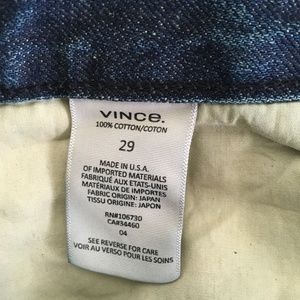 VINCE.
100% COTTON/COTON
29
MADE IN U.S.A.
OF IMPORTED MATERIALS
FABRIQUÉ AUX ETATS-UNIS
MATÉRIAUX DE IMPORTES
FABRIC ORIGIN: JAPAN
TISSU ORIGINE: JAPON
RN#106730
CA#34460
04
SEE REVERSE FOR CARE
VOIR AU VERSO POUR LES SOINS